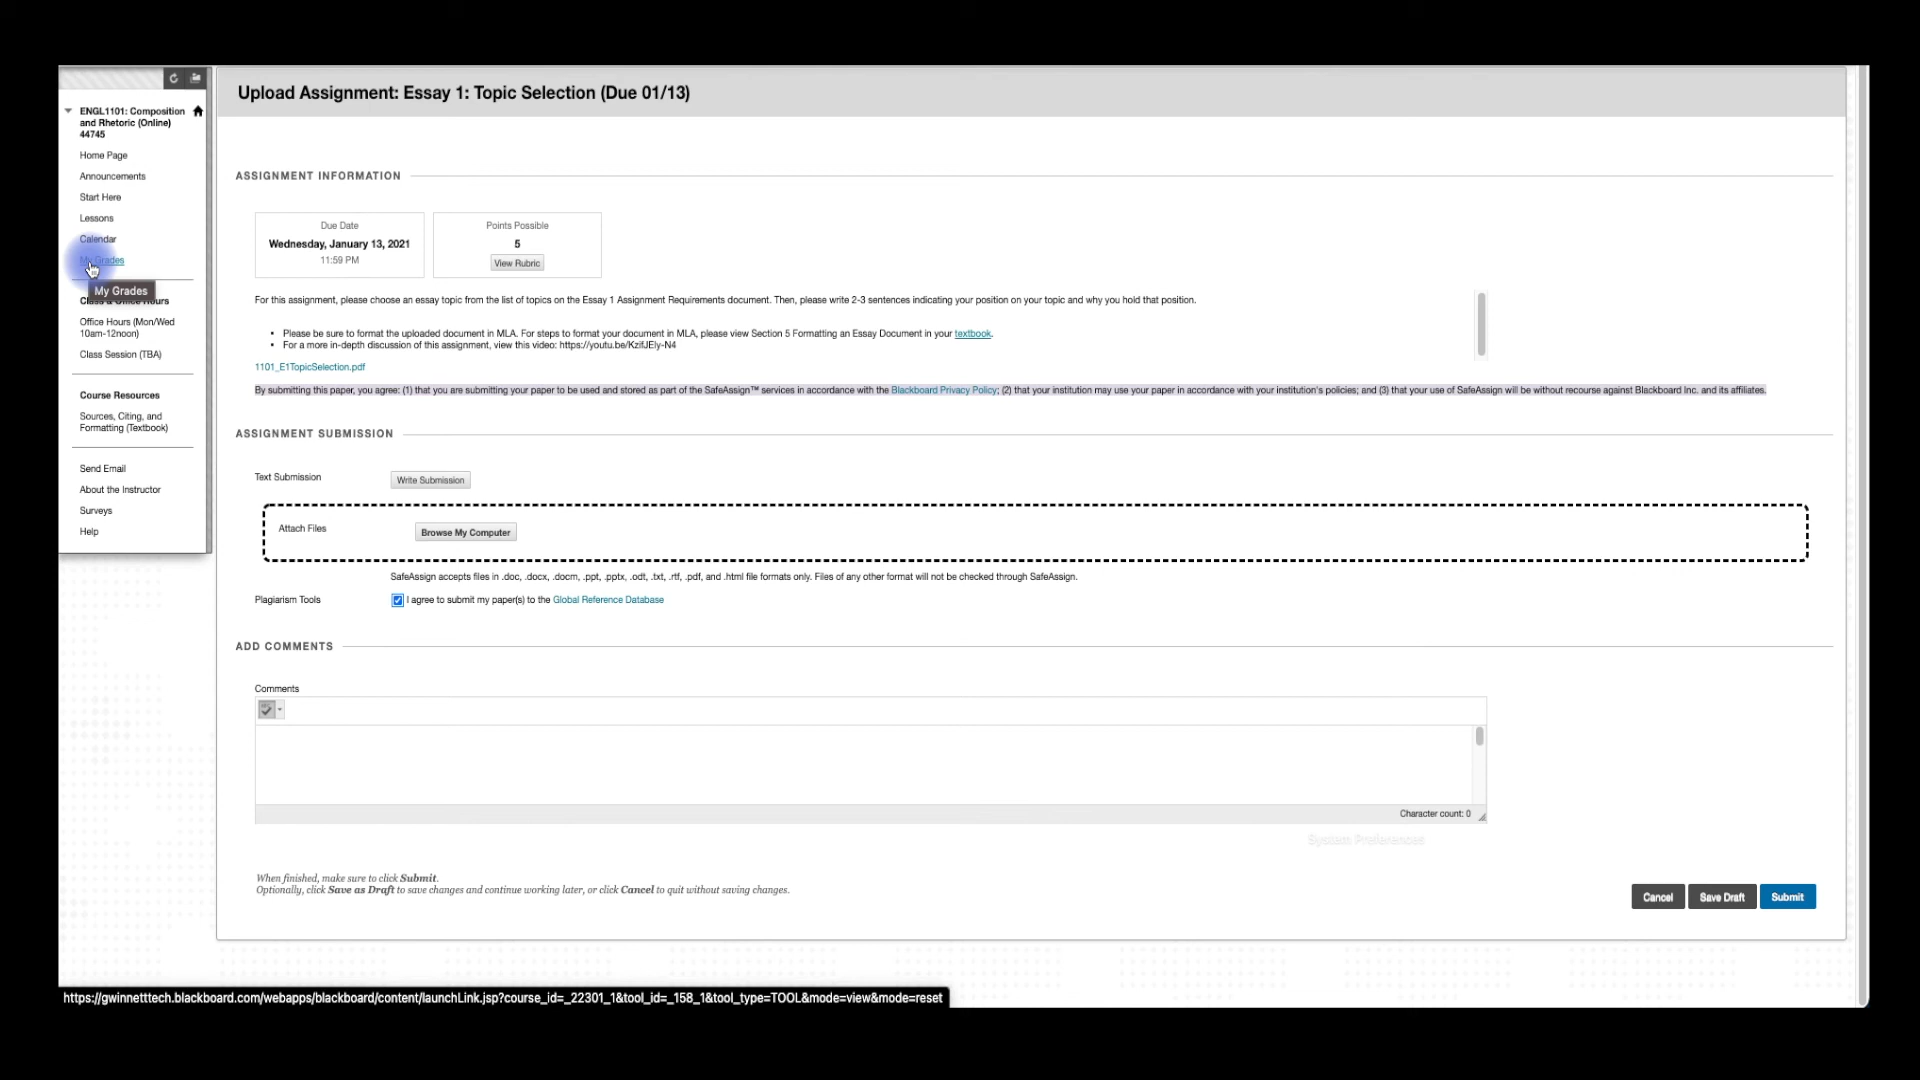 Upload Assignment: Essay 1: Topic Selection (Due 01/13)
ENGL1101: Composition
and Rhetoric (Online)
44745
Home Page
Announcements
Start Here
Lessons
Calendar
My Grades
My Grades
Class & Office Hours
Office Hours (Mon/Wed
10am-12noon)
Class Session (TBA)
Course Resources
Sources, Citing, and
Formatting (Textbook)
Send Email
About the Instructor
Surveys
Help
ASSIGNMENT INFORMATION
Due Date
Wednesday, January 13, 2021
11:59 PM
Points Possible
5
View Rubric
For this assignment, please choose an essay topic from the list of topics on the Essay 1 Assignment Requirements document. Then, please write 2-3 sentences indicating your position on your topic and why you hold that position.
• Please be sure to format the uploaded document in MLA. For steps to format your document in MLA, please view Section 5 Formatting an Essay Document in your textbook.
• For a more in-depth discussion of this assignment, view this video: https://youtu.be/KzifJEly-N4
1101_E1TopicSelection.pdf
By submitting this paper, you agree: (1) that you are submitting your paper to be used and stored as part of the SafeAssign™ services in accordance with the Blackboard Privacy Policy; (2) that your institution may use your paper in accordance with your institution's policies; and (3) that your use of SafeAssign will be without recourse against Blackboard Inc. and its affiliates.
ASSIGNMENT SUBMISSION
Text Submission
Write Submission
Attach Files
Browse My Computer
SafeAssign accepts files in .doc, .docx, .docm, .ppt, .pptx, .odt, .txt, .rtf, .pdf, and .html file formats only. Files of any other format will not be checked through SafeAssign.
Plagiarism Tools
I agree to submit my paper(s) to the Global Reference Database
ADD COMMENTS
Comments
Character count: 0
System Preferences
When finished, make sure to click Submit.
Optionally, click Save as Draft to save changes and continue working later, or click Cancel to quit without saving changes.
Cancel
Save Draft
Submit
https://gwinnetttech.blackboard.com/webapps/blackboard/content/launchLink.jsp?course_id=_22301_1&tool_id=_158_1&tool_type=TOOL&mode=view&mode=reset